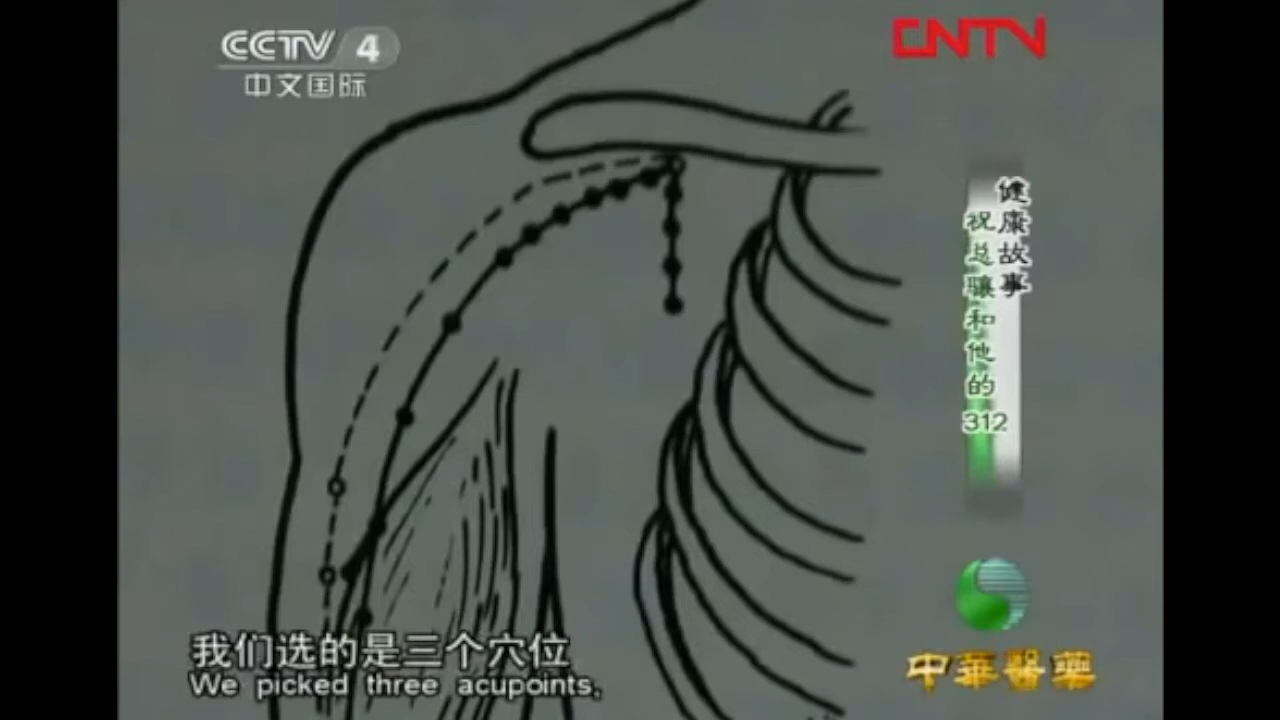 CCTV 4
中文国际
CNTV
健康故事
祝总骧和他的312
我们选的是三个穴位
We picked three acupoints,
中華醫藥